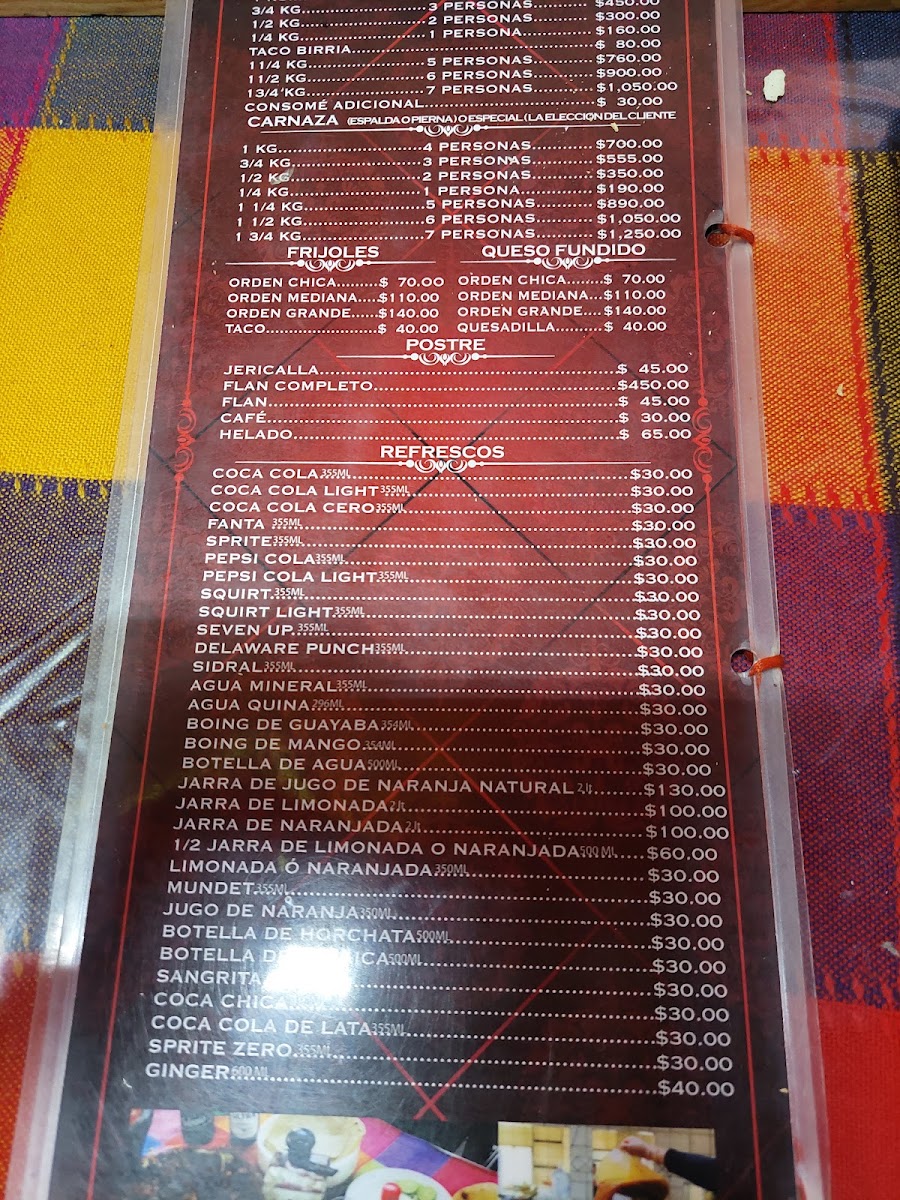 3/4 KG 3 PERSONAS $450.00
1/2 KG 2 PERSONAS $300.00
1/4 KG 1 PERSONA $160.00
TACO BIRRIA $ 80.00
1 1/4 KG 5 PERSONAS $760.00
1 1/2 KG 6 PERSONAS $900.00
1 3/4 KG 7 PERSONAS $1,050.00
CONSOMÉ ADICIONAL $ 30.00
CARNAZA (ESPALDA O PIERNA) O ESPECIAL (LA ELECCION DEL CLIENTE
1 KG 4 PERSONAS $700.00
3/4 KG 3 PERSONAS $555.00
1/2 KG 2 PERSONAS $350.00
1/4 KG 1 PERSONA $190.00
1 1/4 KG 5 PERSONAS $890.00
1 1/2 KG 6 PERSONAS $1,050.00
1 3/4 KG 7 PERSONAS $1,250.00
FRIJOLES
ORDEN CHICA $ 70.00
ORDEN MEDIANA $110.00
ORDEN GRANDE $140.00
TACO $ 40.00
QUESO FUNDIDO
ORDEN CHICA $ 70.00
ORDEN MEDIANA $110.00
ORDEN GRANDE $140.00
QUESADILLA $ 40.00
POSTRE
JERICALLA $ 45.00
FLAN COMPLETO $450.00
FLAN $ 45.00
CAFÉ $ 30.00
HELADO $ 65.00
REFRESCOS
COCA COLA 355ML $30.00
COCA COLA LIGHT 355ML $30.00
COCA COLA CERO 355ML $30.00
FANTA 355ML $30.00
SPRITE 355ML $30.00
PEPSI COLA 355ML $30.00
PEPSI COLA LIGHT 355ML $30.00
SQUIRT 355ML $30.00
SQUIRT LIGHT 355ML $30.00
SEVEN UP 355ML $30.00
DELAWARE PUNCH 355ML $30.00
SIDRAL 355ML $30.00
AGUA MINERAL 355ML $30.00
AGUA QUINA 296ML $30.00
BOING DE GUAYABA 354ML $30.00
BOING DE MANGO 354ML $30.00
BOTELLA DE AGUA 500ML $30.00
JARRA DE JUGO DE NARANJA NATURAL 2 lt $130.00
JARRA DE LIMONADA 2 lt $100.00
JARRA DE NARANJADA 2 lt $100.00
1/2 JARRA DE LIMONADA O NARANJADA 500 ML $60.00
LIMONADA Ó NARANJADA 350ML $30.00
MUNDET 355ML $30.00
JUGO DE NARANJA 350ML $30.00
BOTELLA DE HORCHATA 500ML $30.00
BOTELLA 500ML $30.00
SANGRITA $30.00
COCA CHICA $30.00
COCA COLA DE LATA 355ML $30.00
SPRITE ZERO 355ML $30.00
GINGER 600 ML $40.00